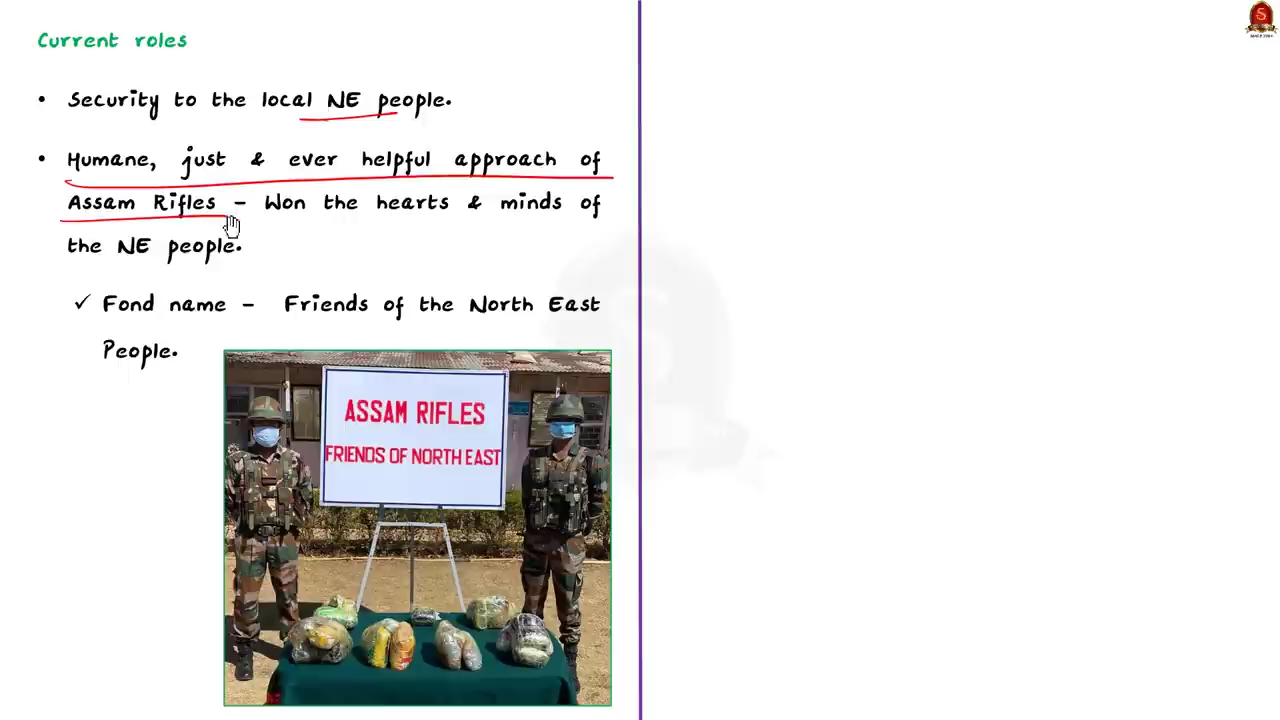 Current roles
• Security to the local NE people.
• Humane, just & ever helpful approach of
Assam Rifles - Won the hearts & minds of
the NE people.
✓ Fond name - Friends of the North East
People.
ASSAM RIFLES
FRIENDS OF NORTH EAST
S